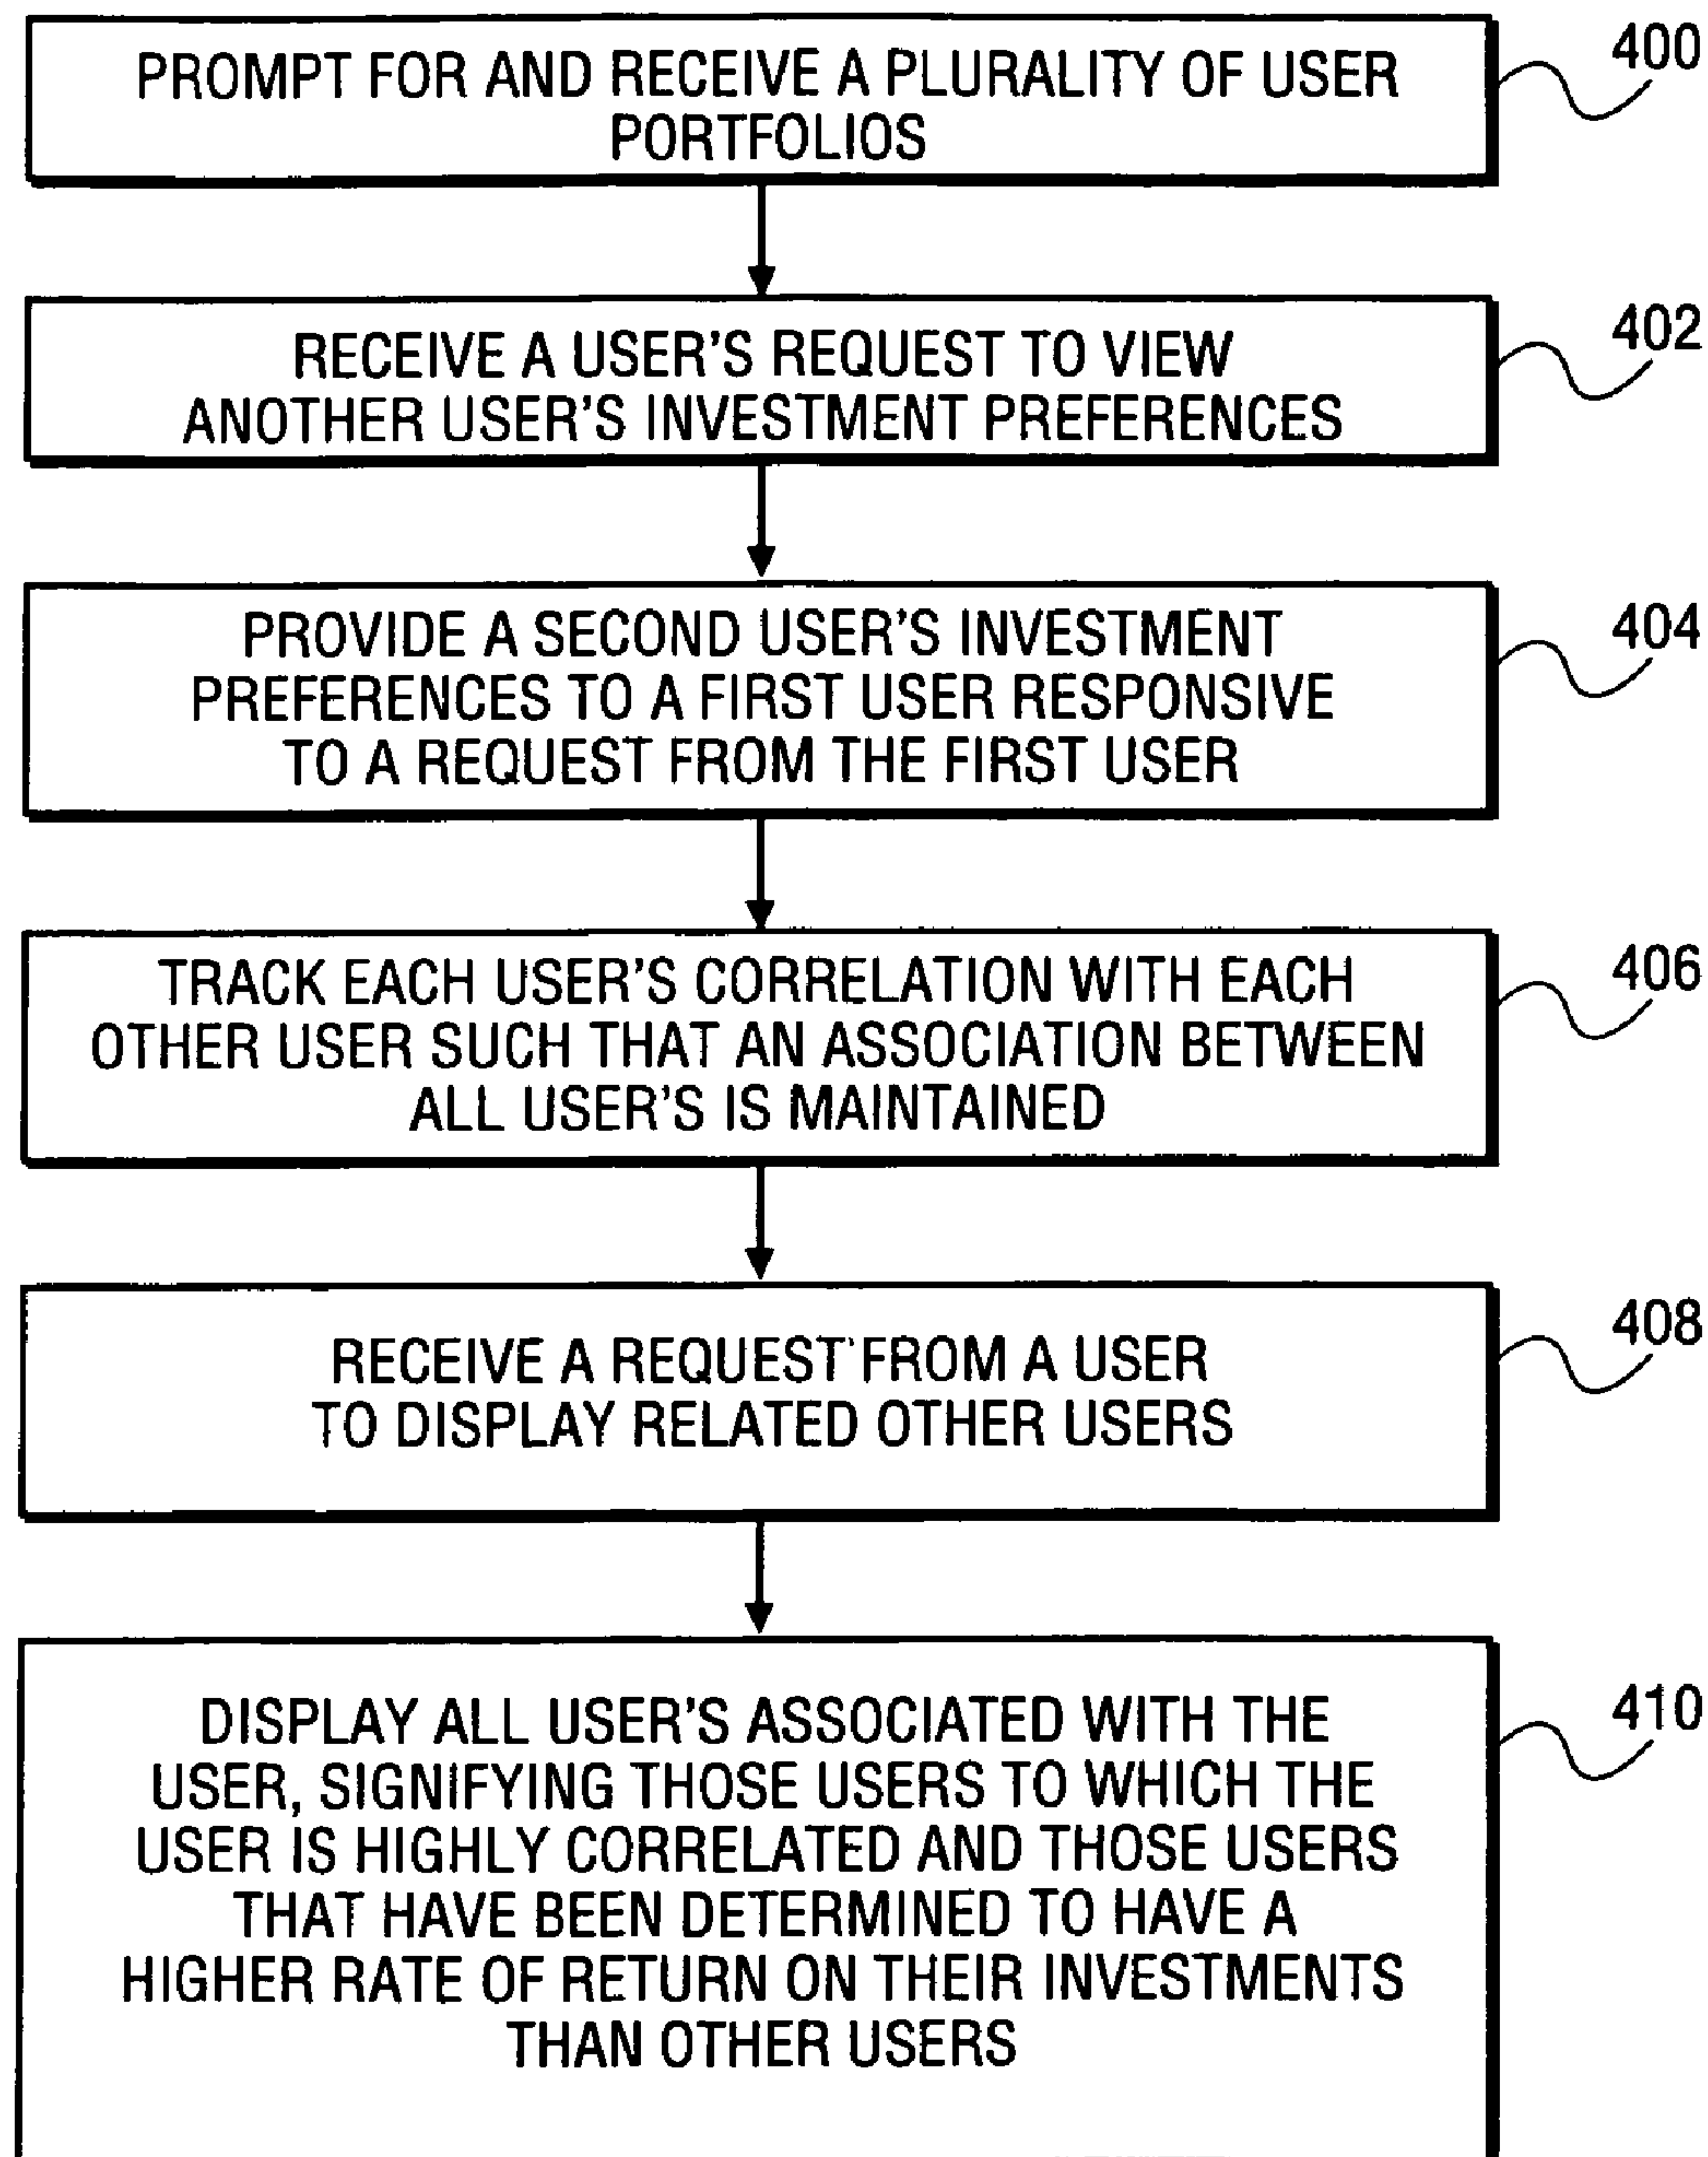 PROMPT FOR AND RECEIVE A PLURALITY OF USER
PORTFOLIOS
400
RECEIVE A USER'S REQUEST TO VIEW
ANOTHER USER'S INVESTMENT PREFERENCES
402
PROVIDE A SECOND USER'S INVESTMENT
PREFERENCES TO A FIRST USER RESPONSIVE
TO A REQUEST FROM THE FIRST USER
404
TRACK EACH USER'S CORRELATION WITH EACH
OTHER USER SUCH THAT AN ASSOCIATION BETWEEN
ALL USER'S IS MAINTAINED
406
RECEIVE A REQUEST FROM A USER
TO DISPLAY RELATED OTHER USERS
408
DISPLAY ALL USER'S ASSOCIATED WITH THE
USER, SIGNIFYING THOSE USERS TO WHICH THE
USER IS HIGHLY CORRELATED AND THOSE USERS
THAT HAVE BEEN DETERMINED TO HAVE A
HIGHER RATE OF RETURN ON THEIR INVESTMENTS
THAN OTHER USERS
410